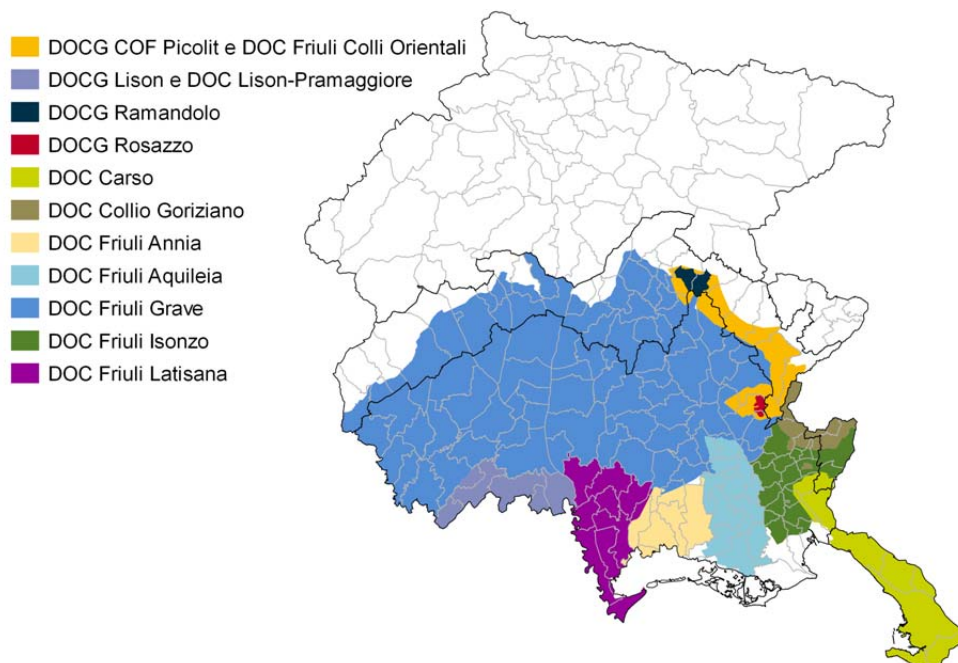 DOCG COF Picolit e DOC Friuli Colli Orientali
DOCG Lison e DOC Lison-Pramaggiore
DOCG Ramandolo
DOCG Rosazzo
DOC Carso
DOC Collio Goriziano
DOC Friuli Annia
DOC Friuli Aquileia
DOC Friuli Grave
DOC Friuli Isonzo
DOC Friuli Latisana